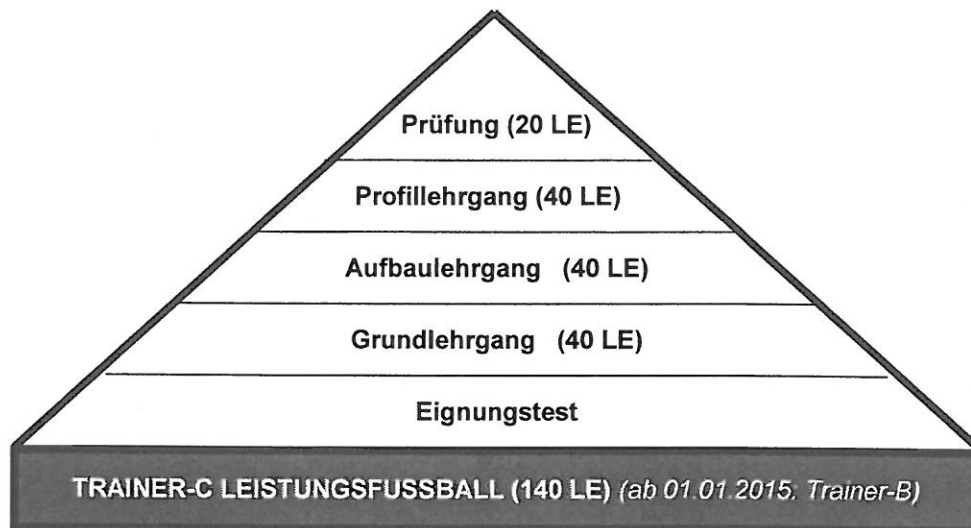 Prüfung (20 LE)
Profillehrgang (40 LE)
Aufbaulehrgang (40 LE)
Grundlehrgang (40 LE)
Eignungstest
TRAINER-C LEISTUNGSFUSSBALL (140 LE) (ab 01.01.2015: Trainer-B)